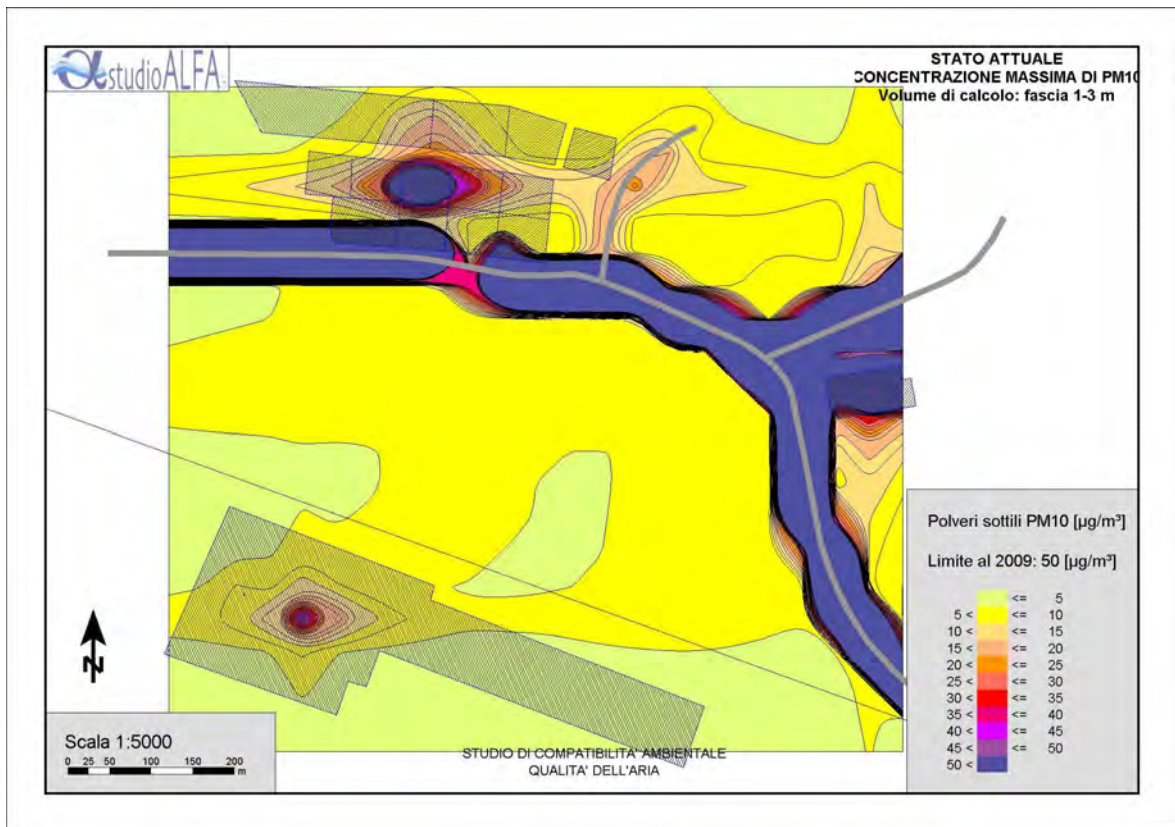 αstudioALFA
STATO ATTUALE
CONCENTRAZIONE MASSIMA DI PM10
Volume di calcolo: fascia 1-3 m
N
Polveri sottili PM10 [µg/m³]
Limite al 2009: 50 [µg/m³]
<= 5
5 < <= 10
10 < <= 15
15 < <= 20
20 < <= 25
25 < <= 30
30 < <= 35
35 < <= 40
40 < <= 45
45 < <= 50
50 <
Scala 1:5000
0 25 50 100 150 200
m
STUDIO DI COMPATIBILITA' AMBIENTALE
QUALITA' DELL'ARIA